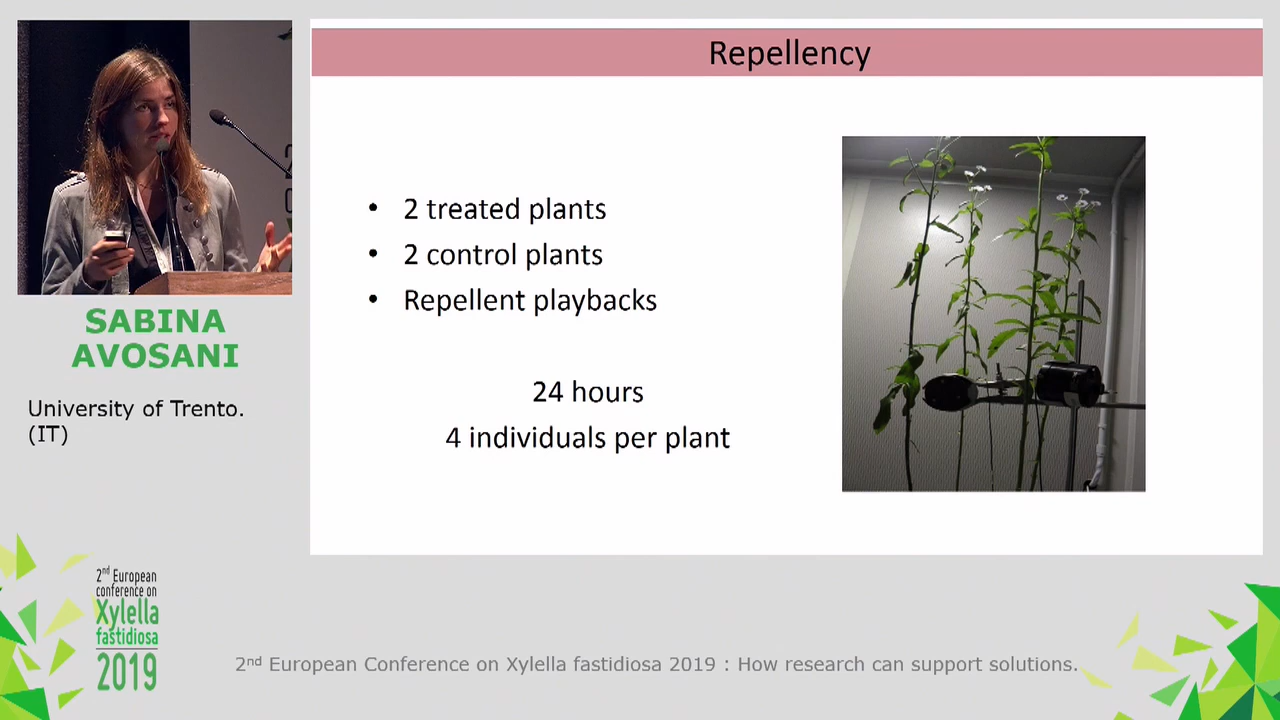 Repellency
• 2 treated plants
• 2 control plants
• Repellent playbacks
24 hours
4 individuals per plant
SABINA
AVOSANI
University of Trento.
(IT)
2nd European
conference on
Xylella
fastidiosa
2019
2nd European Conference on Xylella fastidiosa 2019 : How research can support solutions.